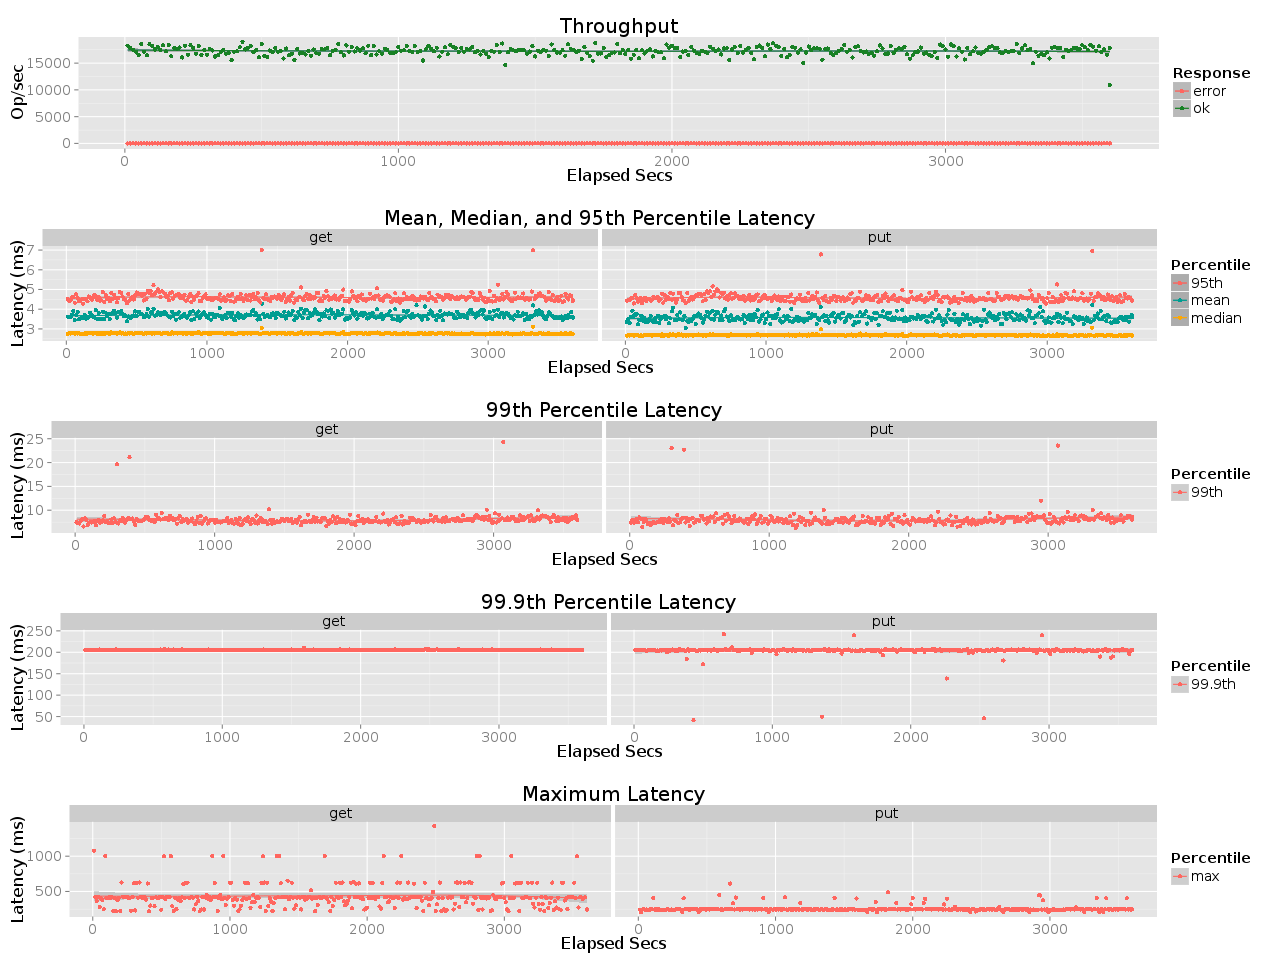 Throughput
Op/sec
15000
10000
5000
0
0 1000 2000 3000
Elapsed Secs
Response
error
ok
Mean, Median, and 95th Percentile Latency
get put
Latency (ms)
7
6
5
4
3
0 1000 2000 3000 0 1000 2000 3000
Elapsed Secs
Percentile
95th
mean
median
99th Percentile Latency
get put
Latency (ms)
25
20
15
10
0 1000 2000 3000 0 1000 2000 3000
Elapsed Secs
Percentile
99th
99.9th Percentile Latency
get put
Latency (ms)
250
200
150
100
50
0 1000 2000 3000 0 1000 2000 3000
Elapsed Secs
Percentile
99.9th
Maximum Latency
get put
Latency (ms)
1000
500
0 1000 2000 3000 0 1000 2000 3000
Elapsed Secs
Percentile
max